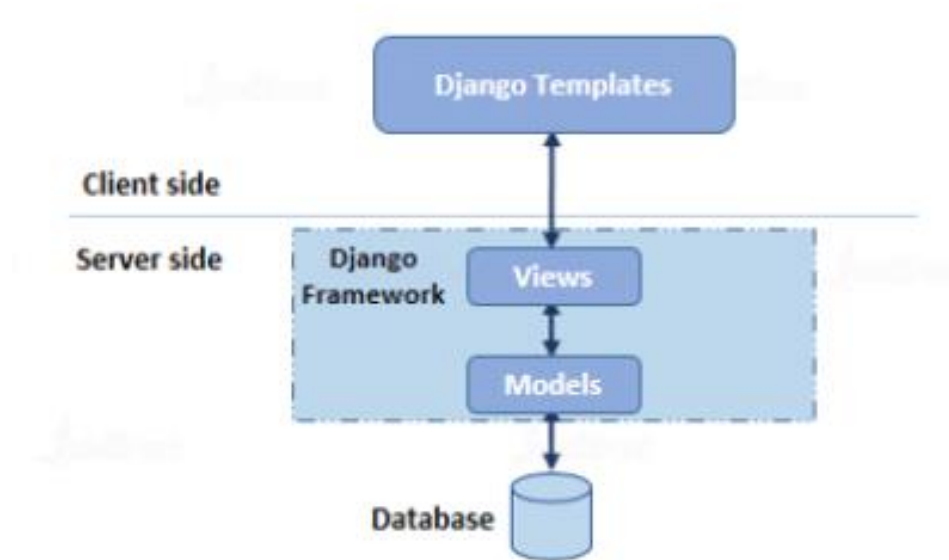 Django Templates
Client side
Server side
Django
Framework
Views
Models
Database